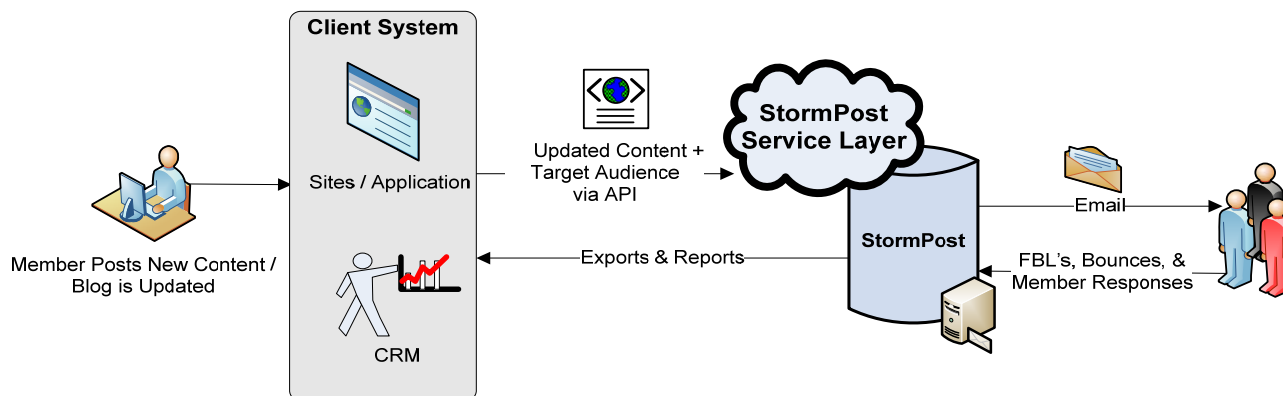 Client System
Sites / Application
CRM
Member Posts New Content /
Blog is Updated
Updated Content +
Target Audience
via API
Exports & Reports
StormPost
Service Layer
StormPost
Email
FBL's, Bounces, &
Member Responses